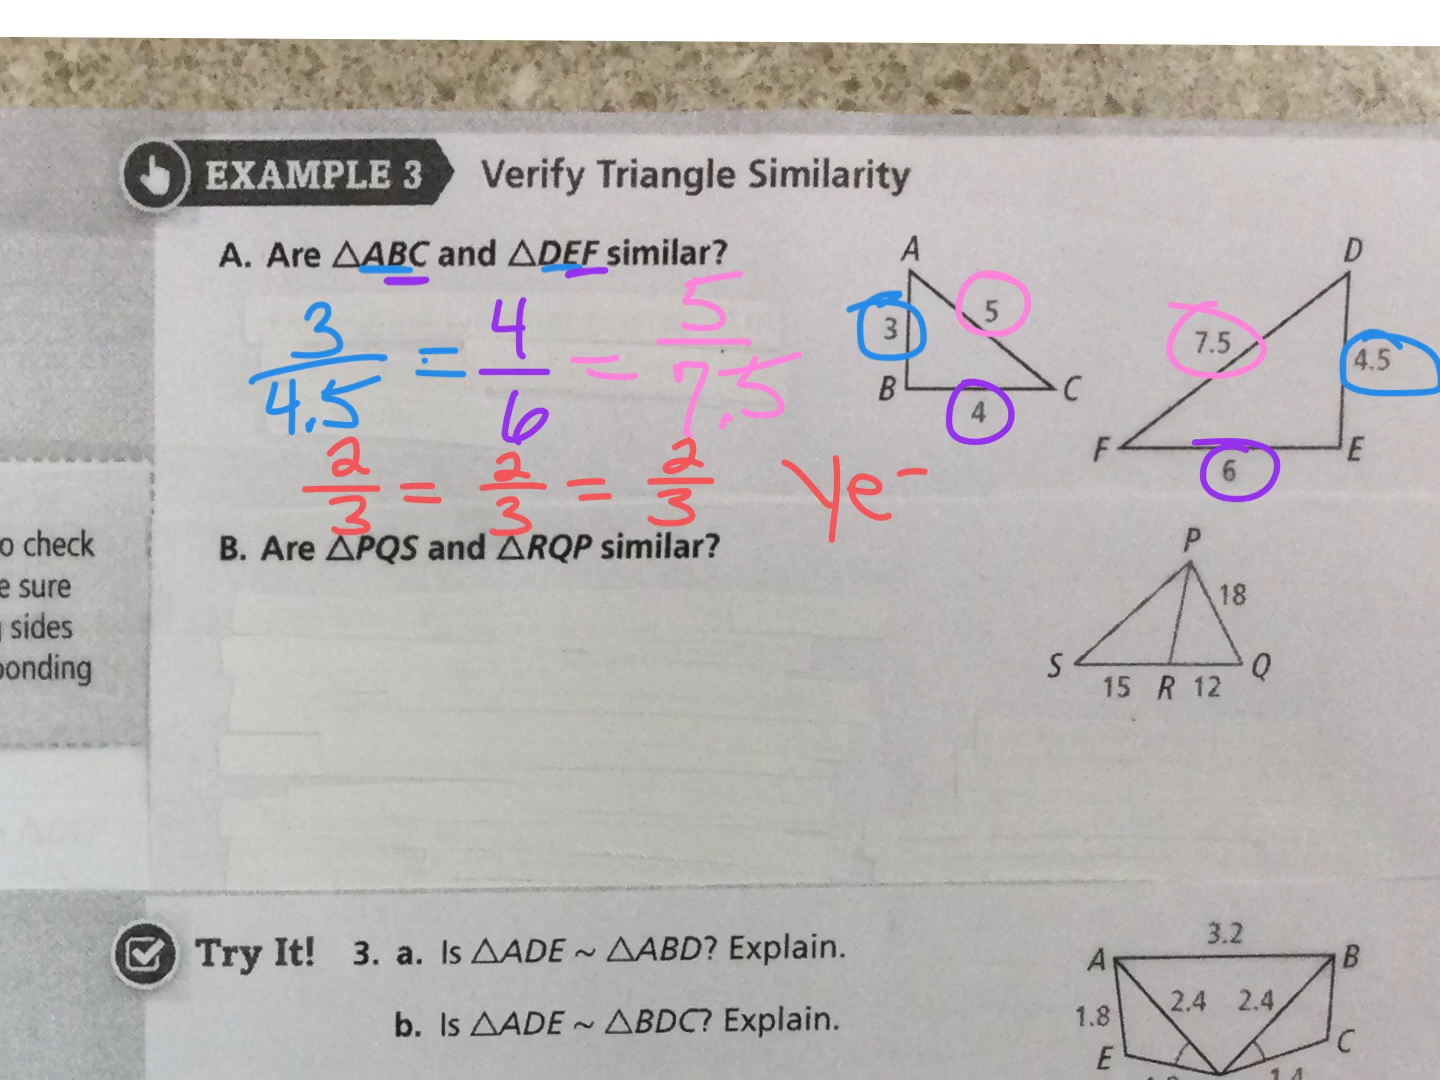 EXAMPLE 3 Verify Triangle Similarity
A. Are △ABC and △DEF similar?
3/4.5 = 4/6 = 5/7.5
2/3 = 2/3 = 2/3 Ye
A
3
5
B
4
C
D
7.5
4.5
F
6
E
o check
e sure
sides
onding
B. Are △PQS and △RQP similar?
P
18
S
15 R 12
Q
Try It! 3. a. Is △ADE ~ △ABD? Explain.
b. Is △ADE ~ △BDC? Explain.
3.2
A
B
1.8
2.4 2.4
E
C
1.4